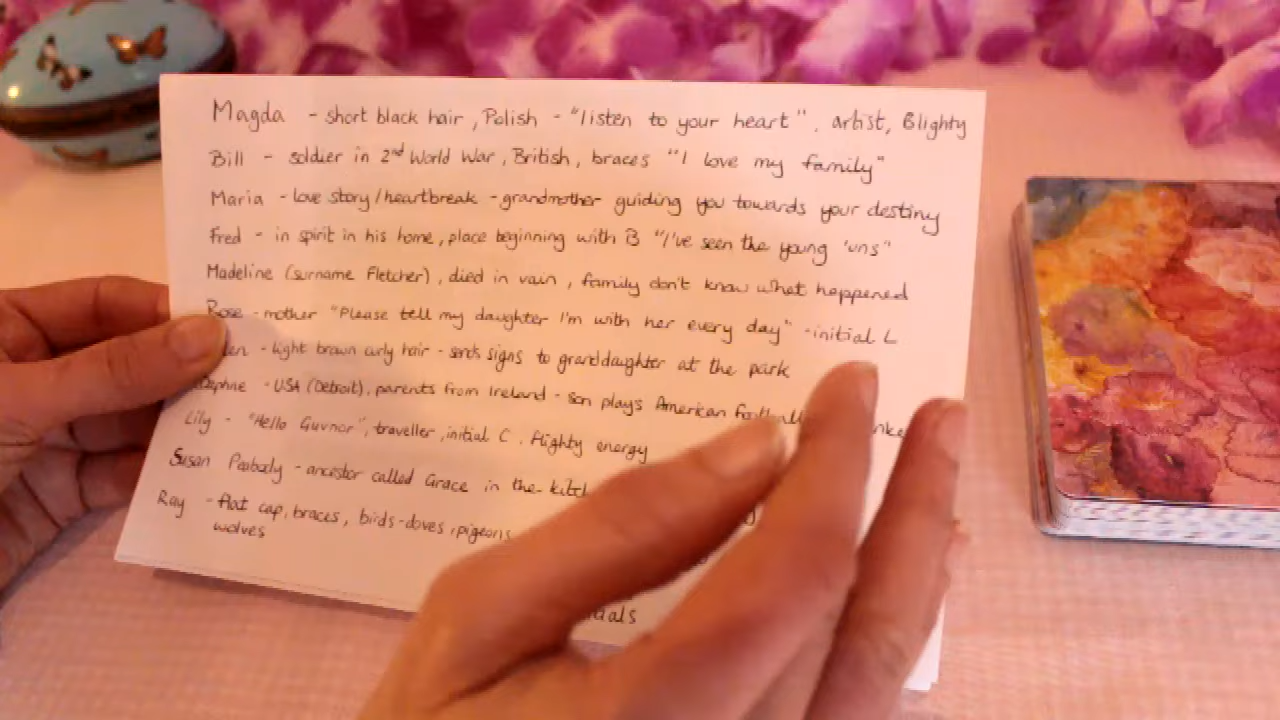 Magda - short black hair, Polish - "listen to your heart", artist, Blighty
Bill - soldier in 2nd World War, British, braces "I love my family"
Maria - love story/heartbreak - grandmother guiding you towards your destiny
Fred - in spirit in his home, place beginning with B "I've seen the young 'uns"
Madeline (surname Fletcher), died in vain, family don't know what happened
Rose - mother "Please tell my daughter I'm with her every day" - initial L
- light brown curly hair - sends signs to granddaughter at the park
Daphne - USA (Detroit), parents from Ireland - son plays American football
Lily - "Hello Guvnor", traveller, initial C, flighty energy
Susan Peabody - ancestor called Grace in the
Ray - flat cap, braces, birds - doves, pigeons
wolves